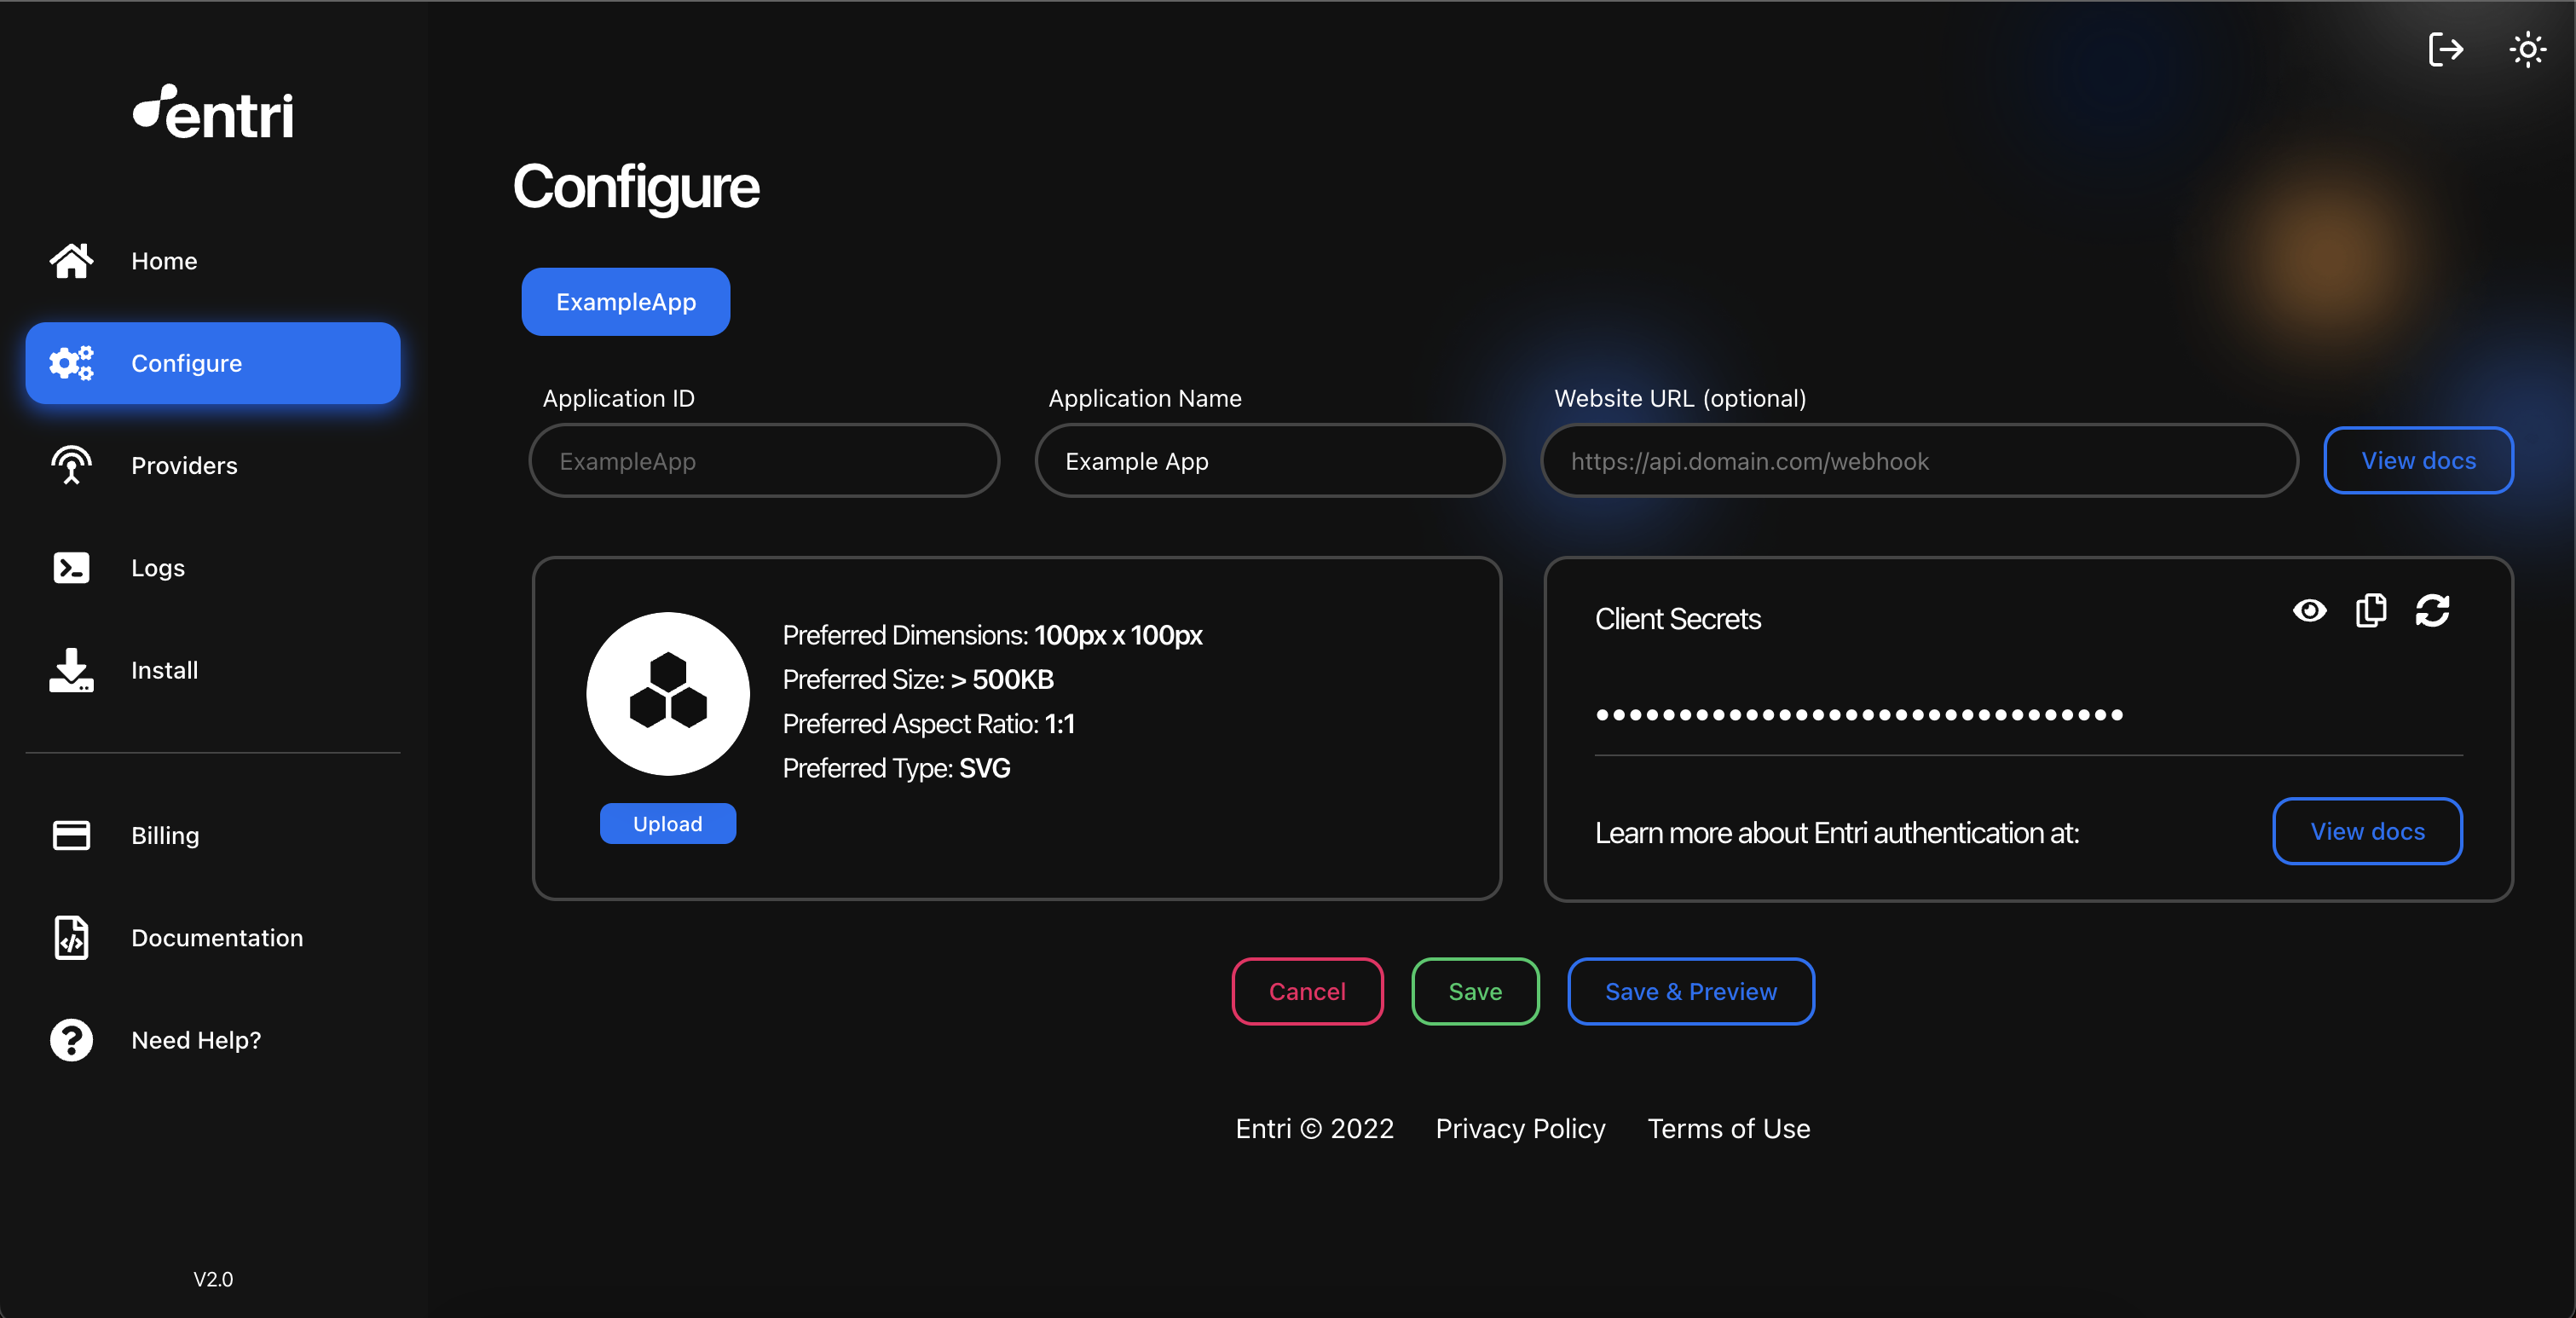 entri
Home
Configure
Providers
Logs
Install
Billing
Documentation
Need Help?
V2.0
Configure
ExampleApp
Application ID
ExampleApp
Application Name
Example App
Website URL (optional)
https://api.domain.com/webhook
View docs
Preferred Dimensions: 100px x 100px
Preferred Size: > 500KB
Preferred Aspect Ratio: 1:1
Preferred Type: SVG
Upload
Client Secrets
••••••••••••••••••••••••••••••••
Learn more about Entri authentication at:
View docs
Cancel
Save
Save & Preview
Entri © 2022
Privacy Policy
Terms of Use